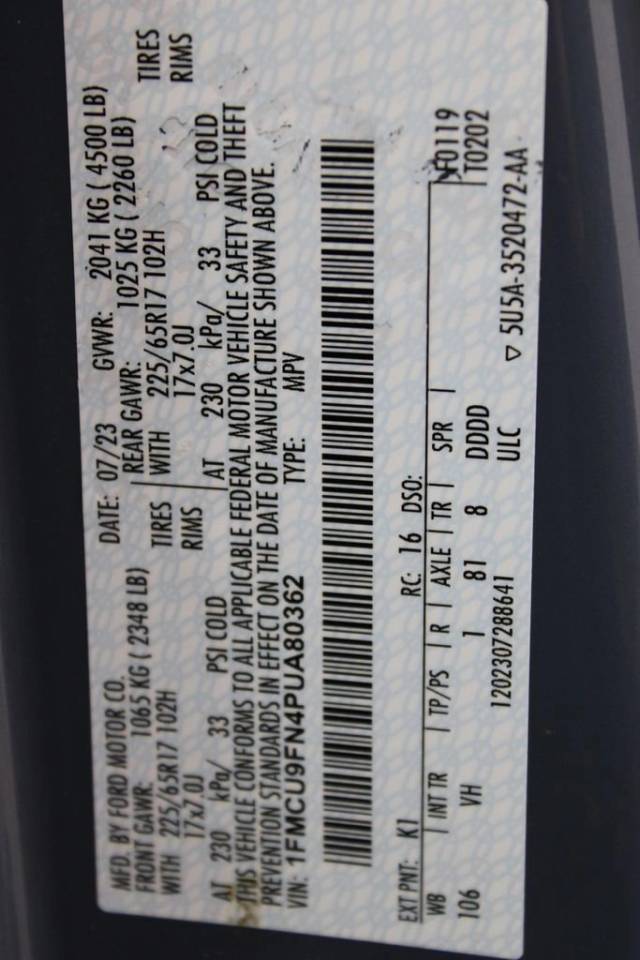 MFD. BY FORD MOTOR CO. DATE: 07/23 GVWR: 2041 KG ( 4500 LB)
FRONT GAWR: 1065 KG ( 2348 LB) REAR GAWR: 1025 KG ( 2260 LB)
WITH 225/65R17 102H TIRES WITH 225/65R17 102H TIRES
17x7.0J RIMS 17x7.0J RIMS
AT 230 kPa/ 33 PSI COLD AT 230 kPa/ 33 PSI COLD
THIS VEHICLE CONFORMS TO ALL APPLICABLE FEDERAL MOTOR VEHICLE SAFETY AND THEFT
PREVENTION STANDARDS IN EFFECT ON THE DATE OF MANUFACTURE SHOWN ABOVE.
VIN: 1FMCU9FN4PUA80362 TYPE: MPV
EXT PNT: K1 RC: 16 DSO: F0119
WB | INT TR | TP/PS | R | AXLE | TR | SPR | T0202
106 VH 1 81 8 DDDD
1202307288641 ULC ▽ 5U5A-3520472-AA